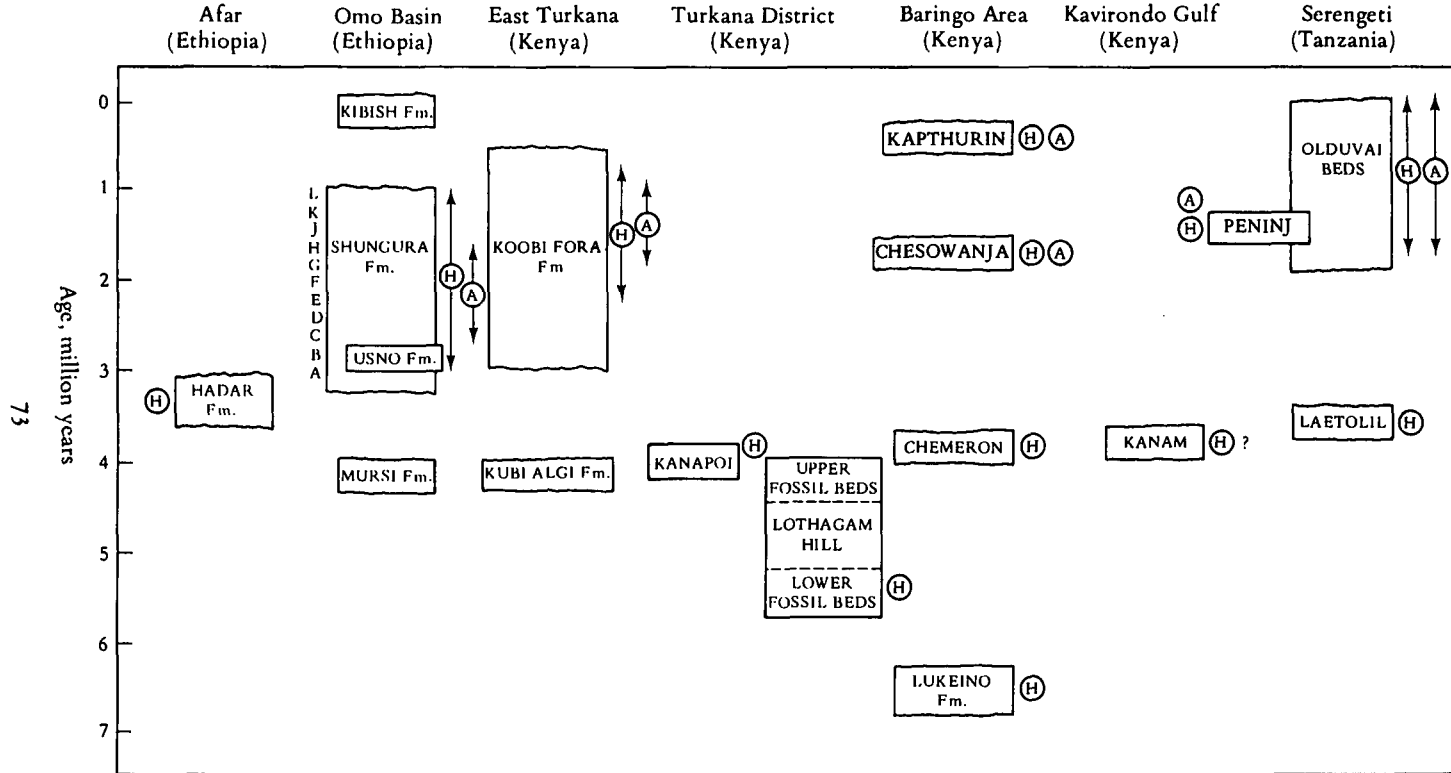 Afar
(Ethiopia)
Omo Basin
(Ethiopia)
East Turkana
(Kenya)
Turkana District
(Kenya)
Baringo Area
(Kenya)
Kavirondo Gulf
(Kenya)
Serengeti
(Tanzania)
73
Age, million years
0
1
2
3
4
5
6
7
H
HADAR
Fm.
KIBISH Fm.
L
K
J
H
G
F
E
D
C
B
A
SHUNGURA
Fm.
USNO Fm.
H
A
MURSI Fm.
KOOBI FORA
Fm
H
A
KUBI ALGI Fm.
KANAPOI
H
UPPER
FOSSIL BEDS
LOTHAGAM
HILL
LOWER
FOSSIL BEDS
H
KAPTHURIN
H
A
CHESOWANJA
H
A
CHEMERON
H
LUKEINO
Fm.
H
A
H
PENINJ
KANAM
H ?
OLDUVAI
BEDS
H
A
LAETOLIL
H